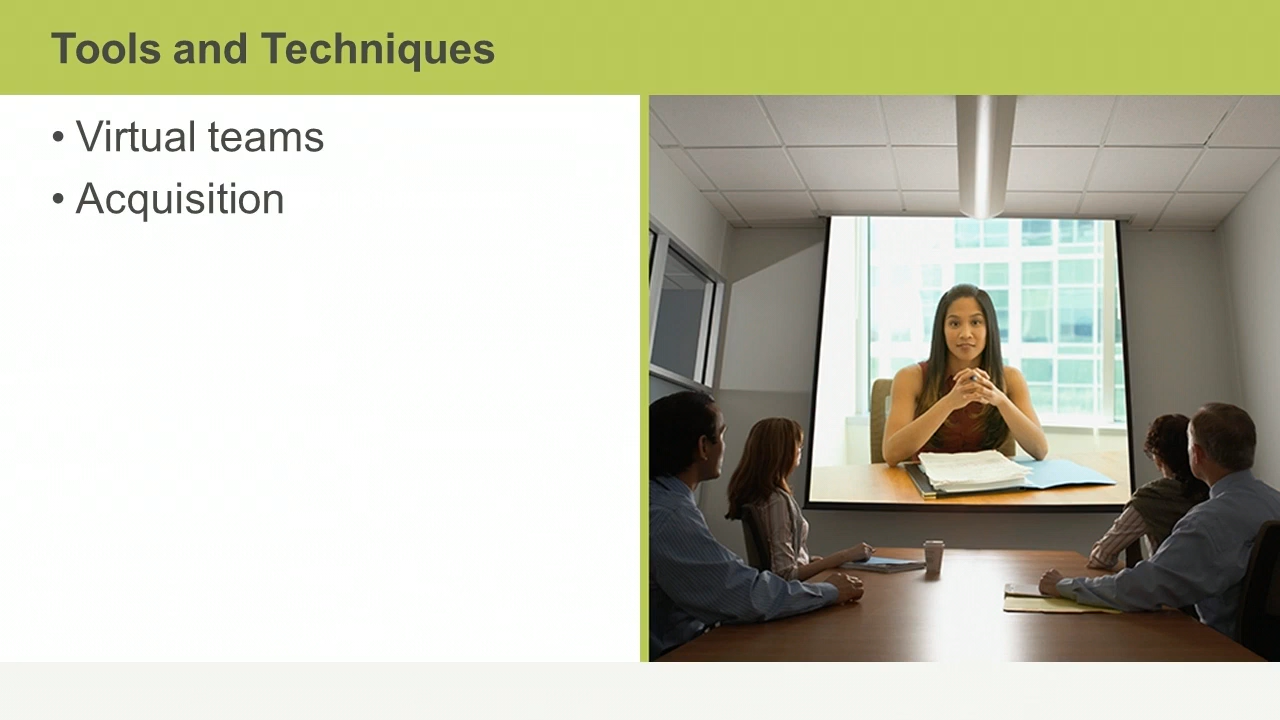 Tools and Techniques
• Virtual teams
• Acquisition